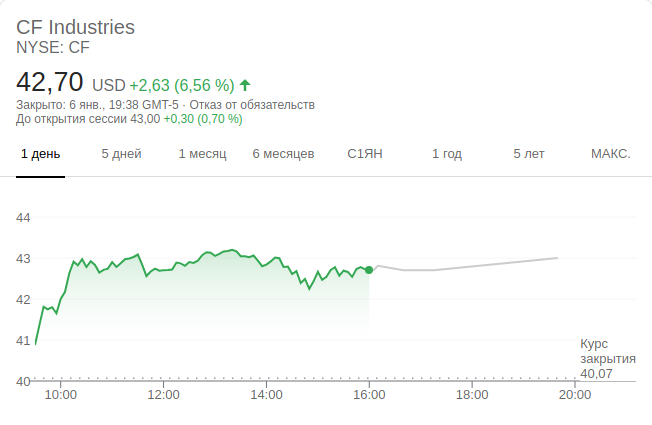 CF Industries
NYSE: CF
42,70 USD +2,63 (6,56 %)
Закрыто: 6 янв., 19:38 GMT-5 · Отказ от обязательств
До открытия сессии 43,00 +0,30 (0,70 %)
1 день 5 дней 1 месяц 6 месяцев С1ЯН 1 год 5 лет МАКС.
44
43
42
41
Курс
закрытия
40,07
40
10:00 12:00 14:00 16:00 18:00 20:00